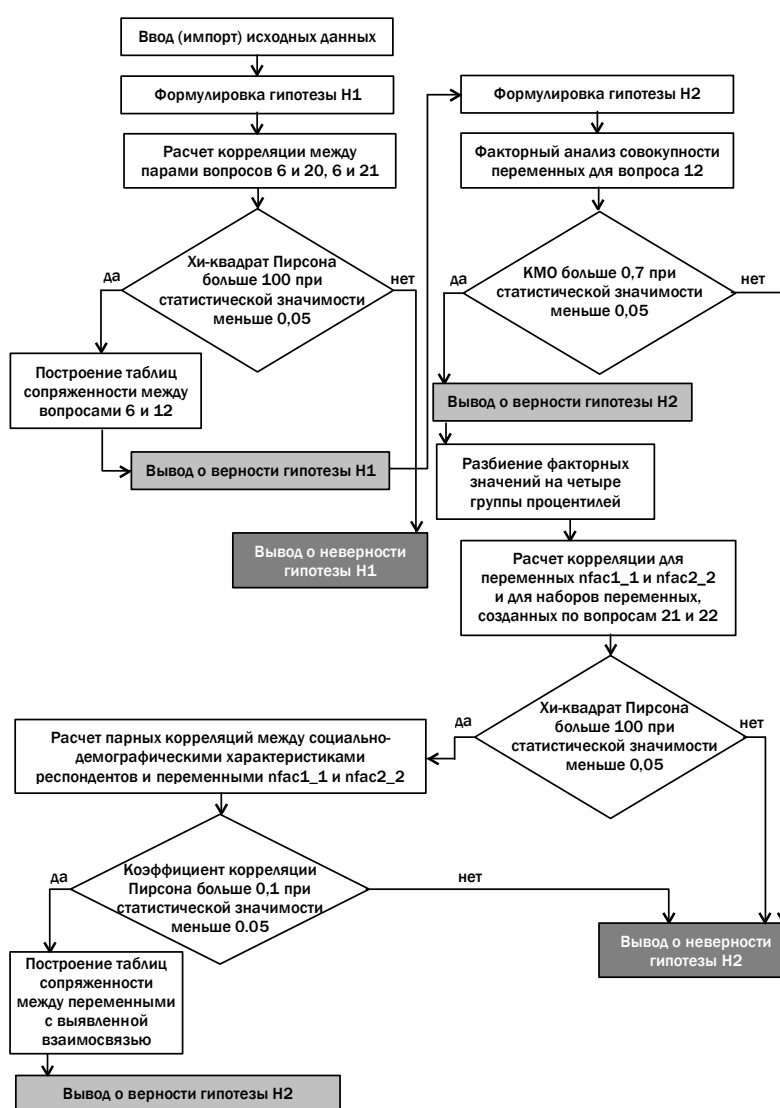 Ввод (импорт) исходных данных
Формулировка гипотезы H1
Расчет корреляции между
парами вопросов 6 и 20, 6 и 21
Хи-квадрат Пирсона
больше 100 при
статистической значимости
меньше 0,05
да
нет
Построение таблиц
сопряженности между
вопросами 6 и 12
Вывод о верности гипотезы H1
Вывод о неверности
гипотезы H1
Формулировка гипотезы H2
Факторный анализ совокупности
переменных для вопроса 12
КМО больше 0,7 при
статистической значимости
меньше 0,05
да
нет
Вывод о верности гипотезы H2
Разбиение факторных
значений на четыре
группы процентилей
Расчет корреляции для
переменных nfac1_1 и nfac2_2
и для наборов переменных,
созданных по вопросам 21 и 22
Хи-квадрат Пирсона
больше 100 при
статистической значимости
меньше 0,05
да
нет
Расчет парных корреляций между социально-
демографическими характеристиками
респондентов и переменными nfac1_1 и nfac2_2
Коэффициент корреляции
Пирсона больше 0,1 при
статистической значимости
меньше 0.05
да
нет
Построение таблиц
сопряженности
между переменными
с выявленной
взаимосвязью
Вывод о неверности
гипотезы H2
Вывод о верности гипотезы H2